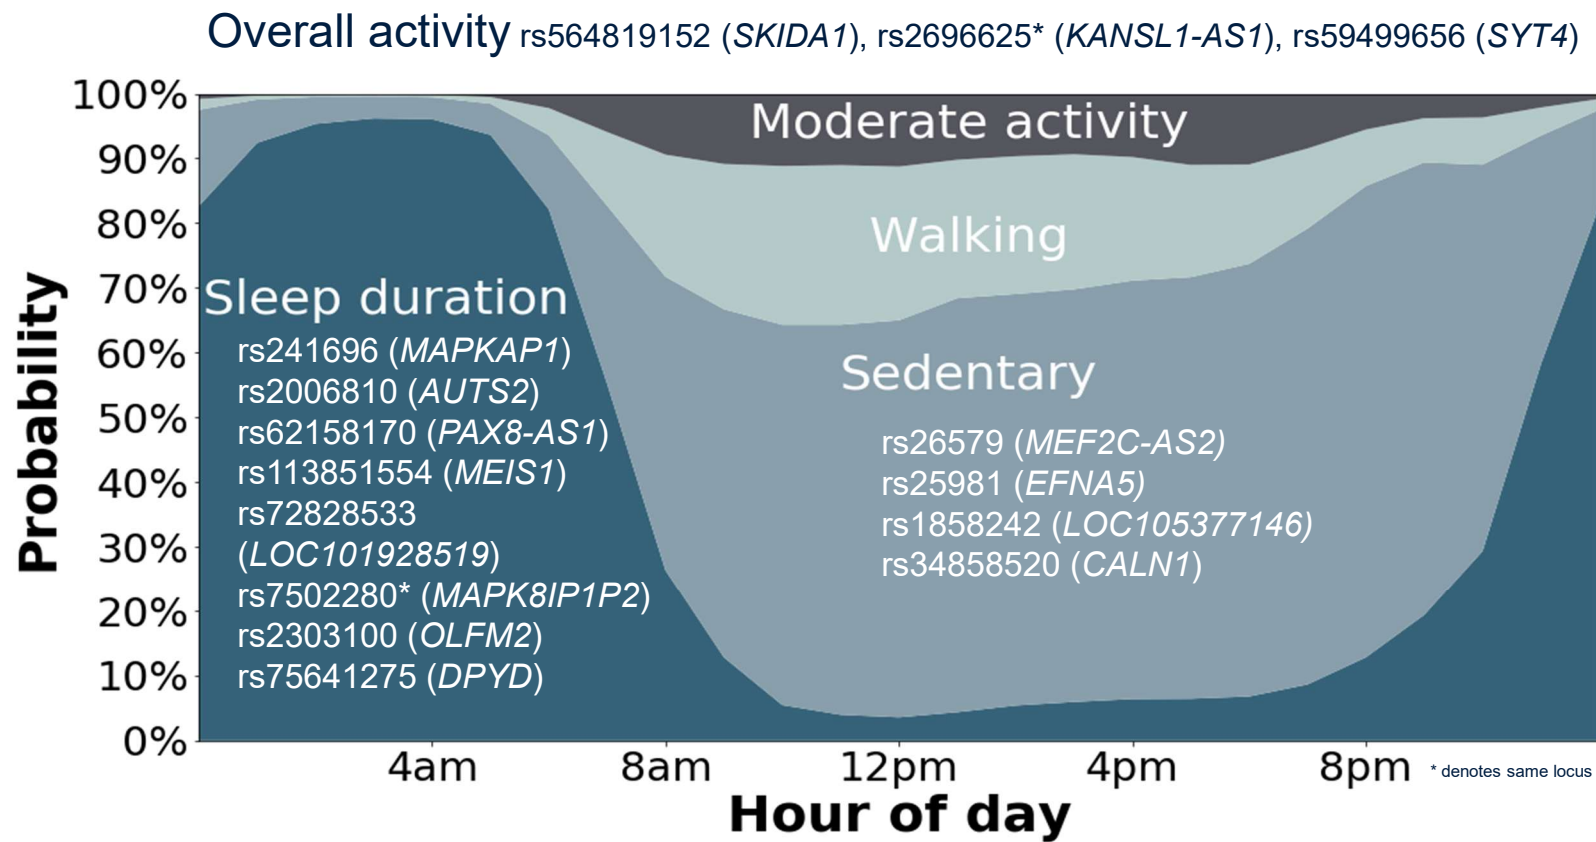 Overall activity rs564819152 (SKIDA1), rs2696625* (KANSL1-AS1), rs59499656 (SYT4)
100%
90%
80%
70%
60%
50%
40%
30%
20%
10%
0%
Probability
Moderate activity
Walking
Sleep duration
rs241696 (MAPKAP1)
rs2006810 (AUTS2)
rs62158170 (PAX8-AS1)
rs113851554 (MEIS1)
rs72828533
(LOC101928519)
rs7502280* (MAPK8IP1P2)
rs2303100 (OLFM2)
rs75641275 (DPYD)
Sedentary
rs26579 (MEF2C-AS2)
rs25981 (EFNA5)
rs1858242 (LOC105377146)
rs34858520 (CALN1)
4am 8am 12pm 4pm 8pm
* denotes same locus
Hour of day